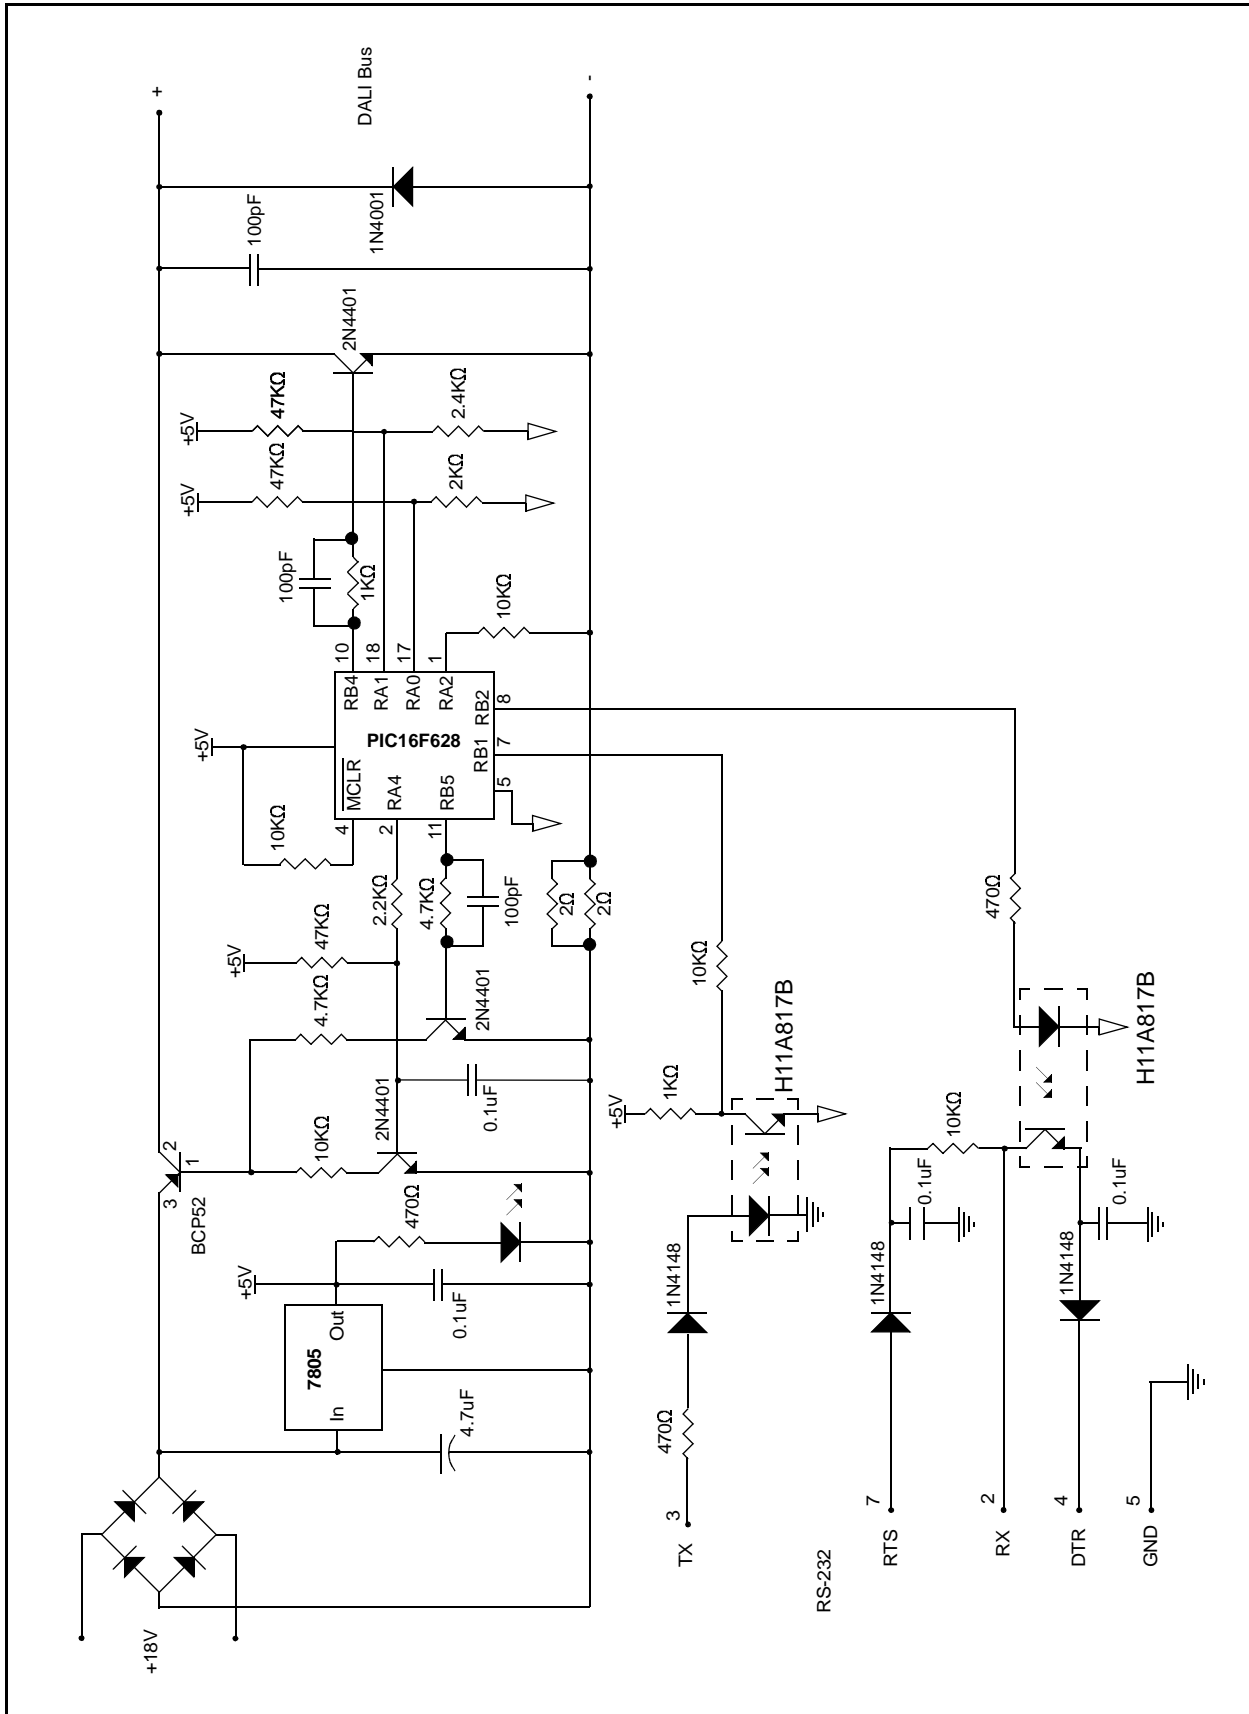 +18V
4.7uF
In
7805
Out
+5V
0.1uF
470Ω
3
2
1
BCP52
10KΩ
2N4401
0.1uF
4.7KΩ
2N4401
+5V
47KΩ
2.2KΩ
4.7KΩ
100pF
2Ω
2Ω
10KΩ
+5V
4
MCLR
2
RA4
11
RB5
PIC16F628
5
7
RB1
8
RB2
RB4
10
RA1
18
RA0
17
RA2
1
10KΩ
100pF
1KΩ
+5V
47KΩ
2KΩ
+5V
47KΩ
2.4KΩ
2N4401
100pF
1N4001
+
DALI Bus
-
RS-232
TX
3
470Ω
1N4148
H11A817B
+5V
1KΩ
10KΩ
RTS
7
1N4148
0.1uF
10KΩ
RX
2
DTR
4
1N4148
0.1uF
H11A817B
470Ω
GND
5